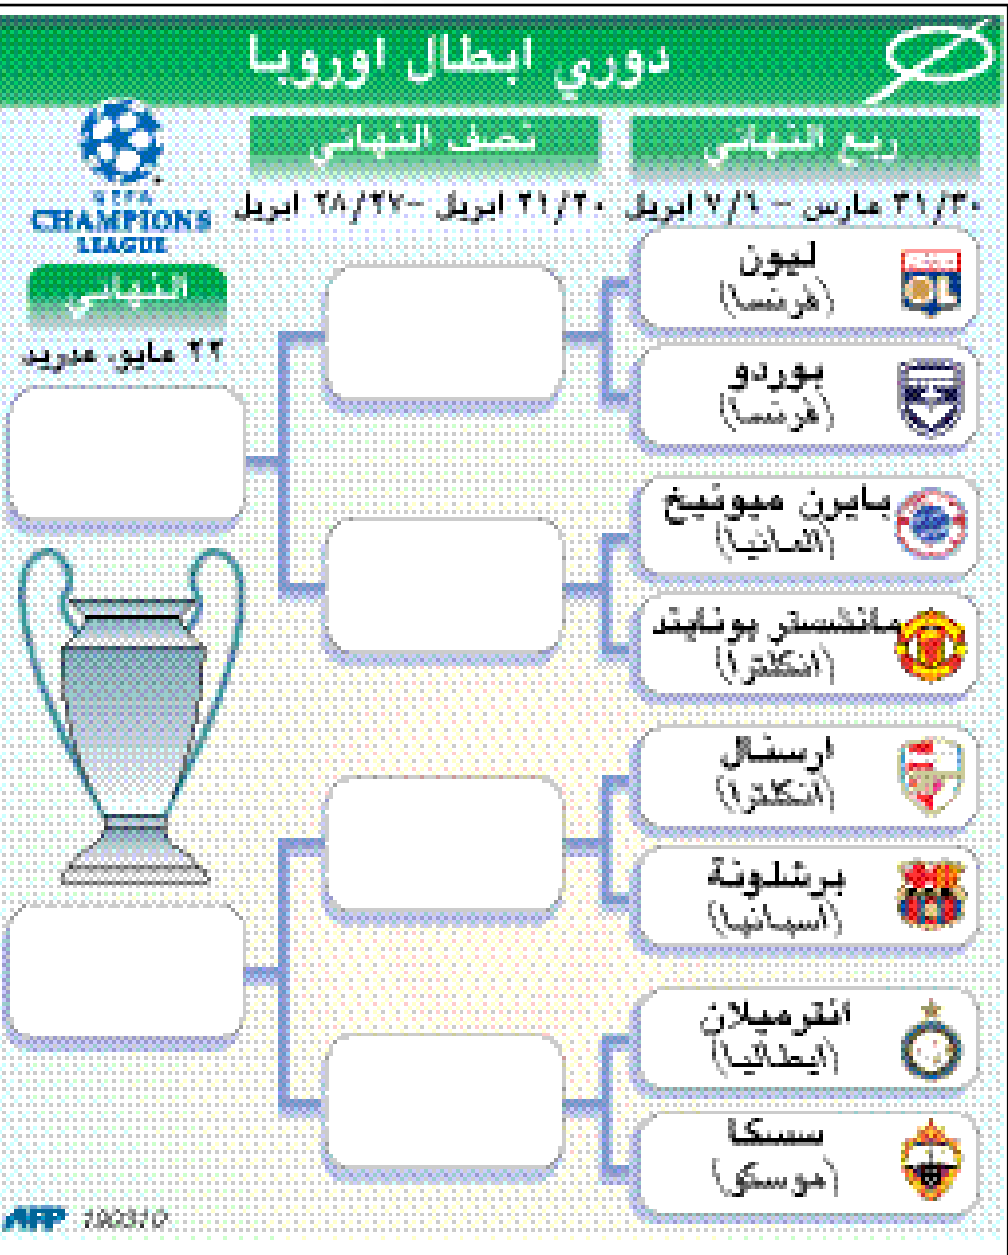 دوري ابطال اوروبا
ربع النهائي
٣١/٣٠ مارس – ٧/٦ ابريل
نصف النهائي
٢١/٢٠ ابريل –٢٨/٢٧ ابريل
UEFA
CHAMPIONS
LEAGUE
النهائي
٢٢ مايو، مدريد
ليون
(فرنسا)
بوردو
(فرنسا)
بايرن ميونيخ
(المانيا)
مانشستر يونايتد
(انكلترا)
ارسنال
(انكلترا)
برشلونة
(اسبانيا)
انترميلان
(ايطاليا)
سسكا
(موسكو)
AFP 190310